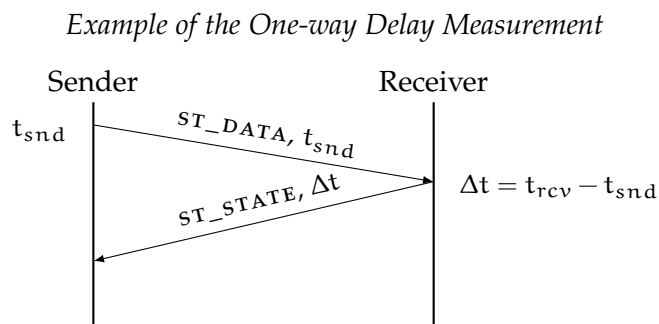 Example of the One-way Delay Measurement
Sender
Receiver
t_snd
ST_DATA, t_snd
ST_STATE, Δt
Δt = t_rcv − t_snd